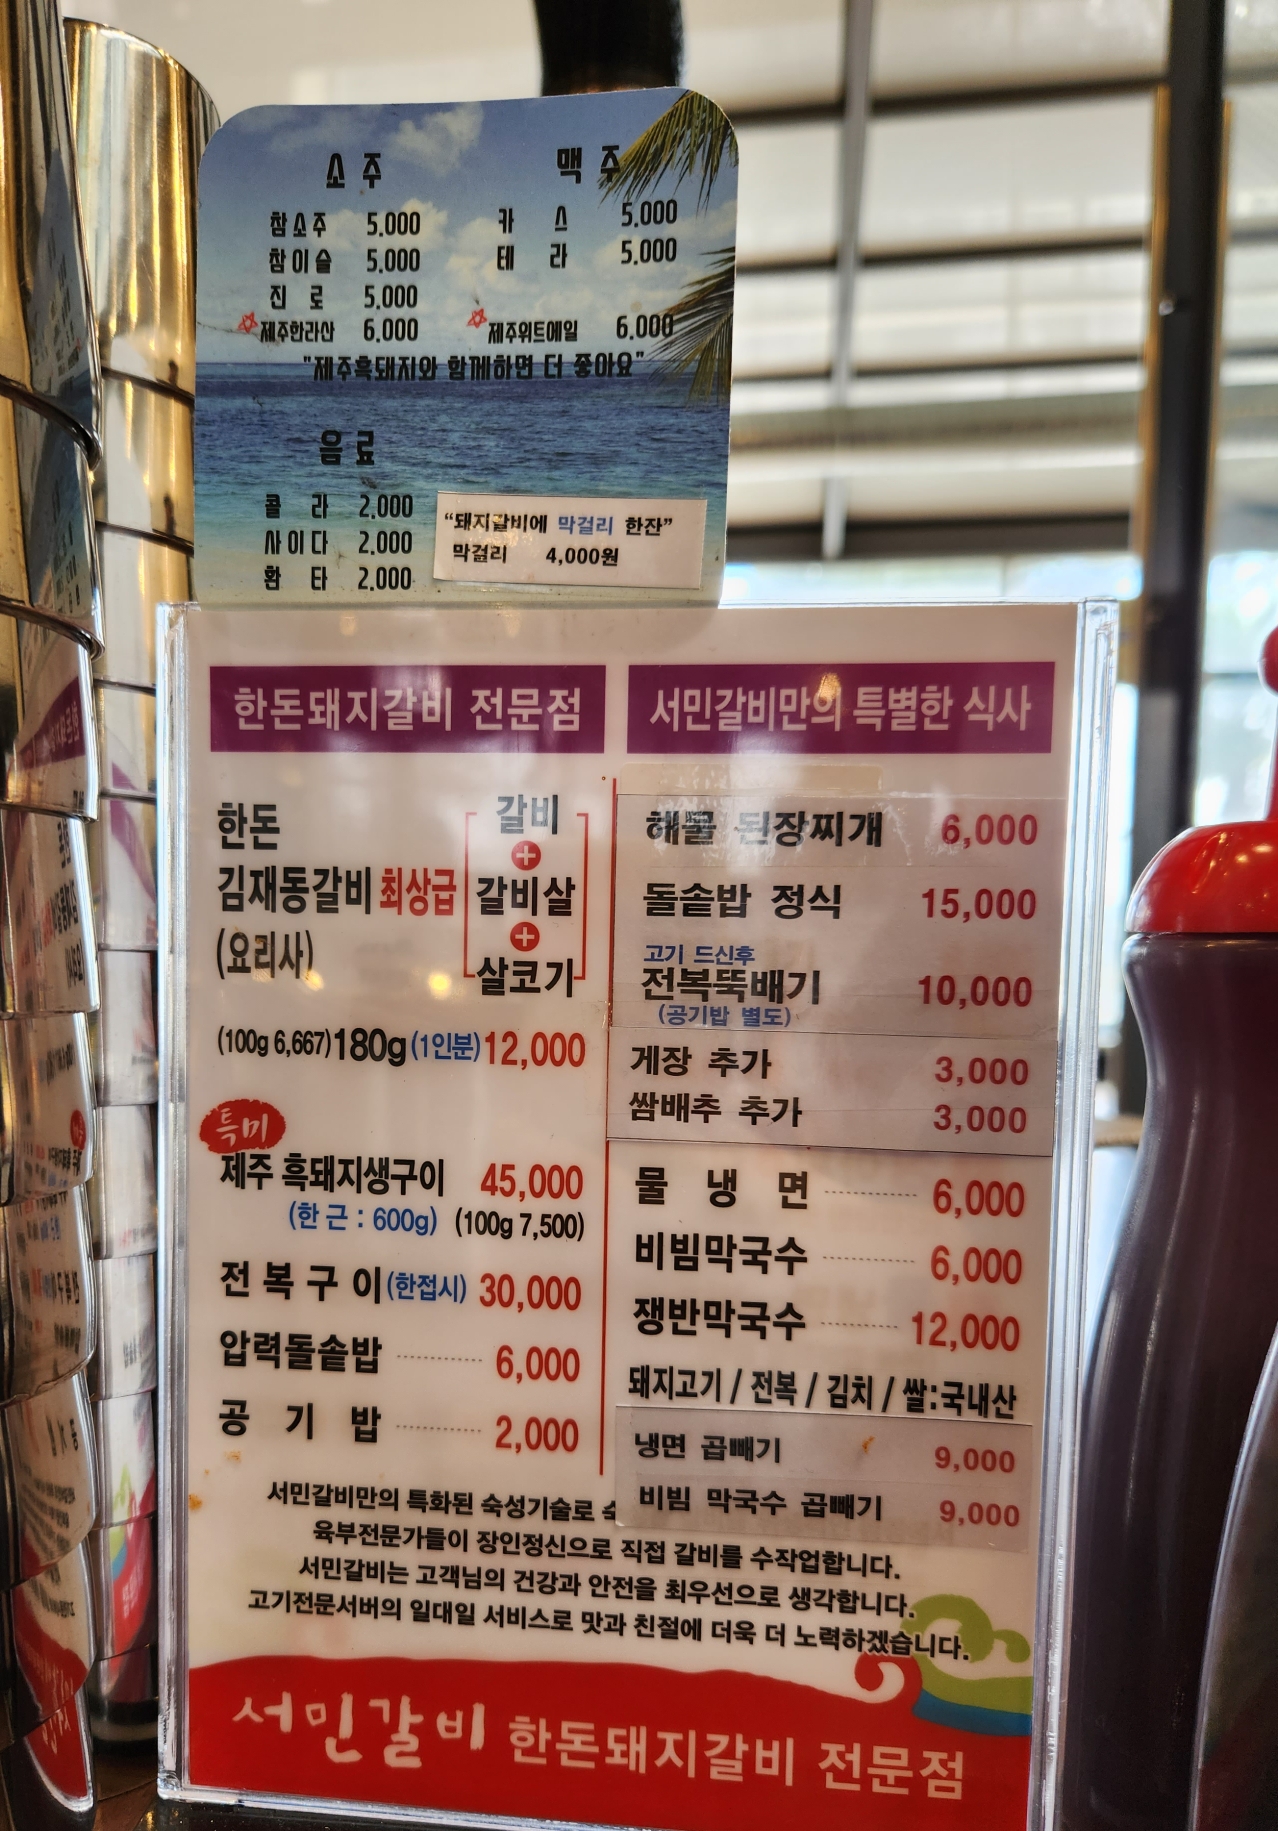 소주
참소주 5.000
참이슬 5.000
진로 5.000
제주한라산 6.000
맥주
카스 5.000
테라 5.000
제주위트에일 6.000
"제주흑돼지와 함께하면 더 좋아요"
음료
콜라 2.000
사이다 2.000
환타 2.000
“돼지갈비에 막걸리 한잔”
막걸리 4,000원
한돈돼지갈비 전문점
한돈
김재동갈비 최상급
(요리사)
갈비
+
갈비살
+
살코기
(100g 6,667) 180g (1인분) 12,000
특미
제주 흑돼지생구이 45,000
(한 근 : 600g) (100g 7,500)
전복구이 (한접시) 30,000
압력돌솥밥 6,000
공기밥 2,000
서민갈비만의 특별한 식사
해물 된장찌개 6,000
돌솥밥 정식 15,000
고기 드신후
전복뚝배기 10,000
(공기밥 별도)
게장 추가 3,000
쌈배추 추가 3,000
물냉면 6,000
비빔막국수 6,000
쟁반막국수 12,000
돼지고기 / 전복 / 김치 / 쌀:국내산
냉면 곱빼기 9,000
비빔 막국수 곱빼기 9,000
서민갈비만의 특화된 숙성기술로
육부전문가들이 장인정신으로 직접 갈비를 수작업합니다.
서민갈비는 고객님의 건강과 안전을 최우선으로 생각합니다.
고기전문서버의 일대일 서비스로 맛과 친절에 더욱 더 노력하겠습니다.
서민갈비 한돈돼지갈비 전문점